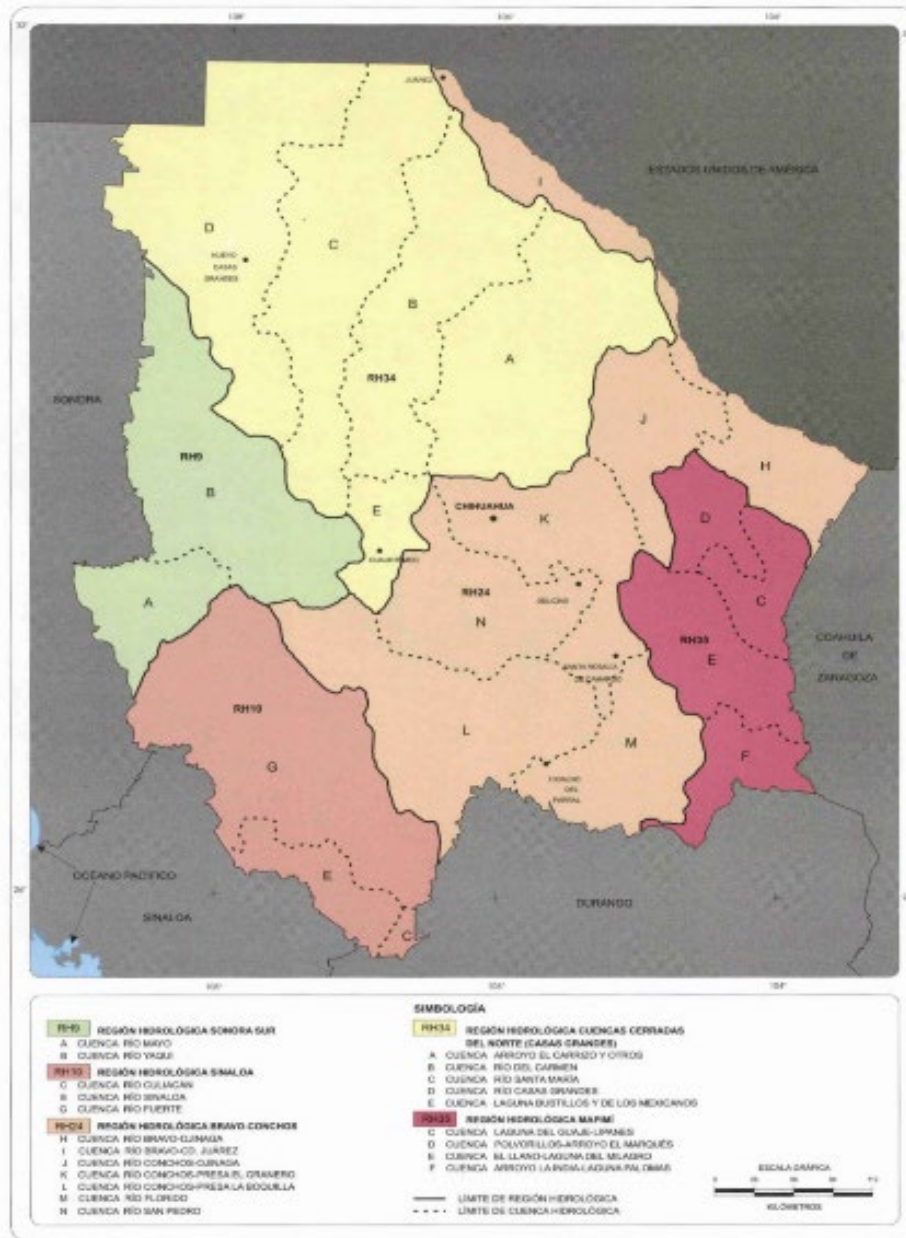 JUÁREZ
ESTADOS UNIDOS DE AMÉRICA
I
D
NUEVO
CASAS
GRANDES
C
B
A
RH34
SONORA
J
RH9
B
H
E
CHIHUAHUA
K
D
RH24
DELICIAS
N
C
A
RH35
E
COAHUILA
DE
ZARAGOZA
SANTA ROSALÍA
DE CAMARGO
RH10
L
M
G
F
HIDALGO
DEL
PARRAL
OCÉANO PACÍFICO
E
DURANGO
SINALOA
C
SIMBOLOGÍA
RH9 REGIÓN HIDROLÓGICA SONORA SUR
A CUENCA RÍO MAYO
B CUENCA RÍO YAQUI
RH10 REGIÓN HIDROLÓGICA SINALOA
C CUENCA RÍO CULIACÁN
E CUENCA RÍO SINALOA
G CUENCA RÍO FUERTE
RH24 REGIÓN HIDROLÓGICA BRAVO-CONCHOS
H CUENCA RÍO BRAVO-OJINAGA
I CUENCA RÍO BRAVO-CD. JUÁREZ
J CUENCA RÍO CONCHOS-OJINAGA
K CUENCA RÍO CONCHOS-PRESA EL GRANERO
L CUENCA RÍO CONCHOS-PRESA LA BOQUILLA
M CUENCA RÍO FLORIDO
N CUENCA RÍO SAN PEDRO
RH34 REGIÓN HIDROLÓGICA CUENCAS CERRADAS
DEL NORTE (CASAS GRANDES)
A CUENCA ARROYO EL CARRIZO Y OTROS
B CUENCA RÍO DEL CARMEN
C CUENCA RÍO SANTA MARÍA
D CUENCA RÍO CASAS GRANDES
E CUENCA LAGUNA BUSTILLOS Y DE LOS MEXICANOS
RH35 REGIÓN HIDROLÓGICA MAPIMÍ
C CUENCA LAGUNA DEL GUAJE-LIPANES
D CUENCA POLVORILLOS-ARROYO EL MARQUÉS
E CUENCA EL LLANO-LAGUNA DEL MILAGRO
F CUENCA ARROYO LA INDIA-LAGUNA PALOMAS
LÍMITE DE REGIÓN HIDROLÓGICA
LÍMITE DE CUENCA HIDROLÓGICA
ESCALA GRÁFICA
KILÓMETROS